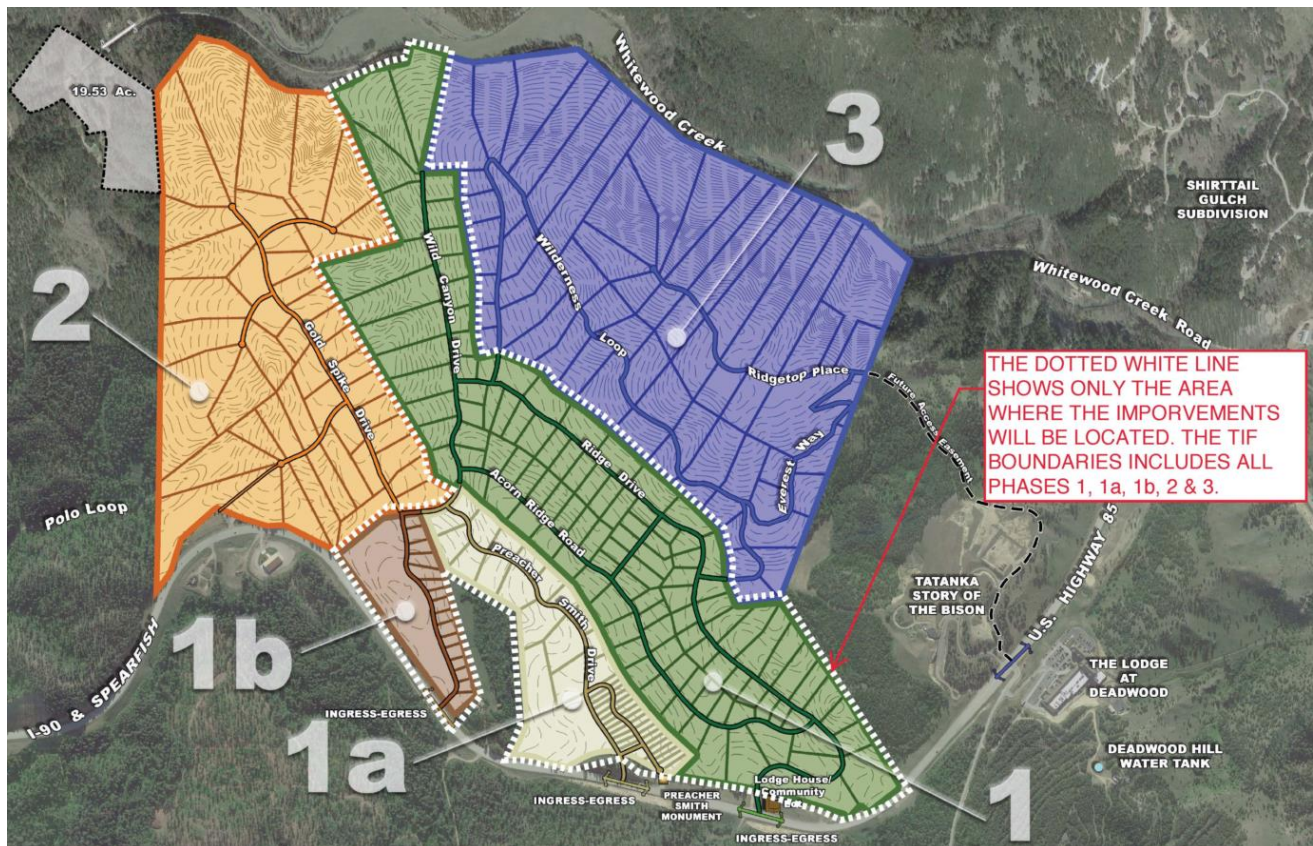 19.53 Ac.
Whitewood Creek
3
SHIRTTAIL
GULCH
SUBDIVISION
Whitewood Creek Road
2
Wild Canyon Drive
Wilderness Loop
Gold Spike Drive
Ridgetop Place
Future Access Easement
THE DOTTED WHITE LINE
SHOWS ONLY THE AREA
WHERE THE IMPORVEMENTS
WILL BE LOCATED. THE TIF
BOUNDARIES INCLUDES ALL
PHASES 1, 1a, 1b, 2 & 3.
Ridge Drive
Everest Way
Acorn Ridge Road
Polo Loop
Preacher Smith Drive
TATANKA
STORY OF
THE BISON
U.S. HIGHWAY 85
THE LODGE
AT
DEADWOOD
1b
I-90 & SPEARFISH
INGRESS-EGRESS
1a
DEADWOOD HILL
WATER TANK
Lodge House/
Community
INGRESS-EGRESS
PREACHER
SMITH
MONUMENT
1
INGRESS-EGRESS